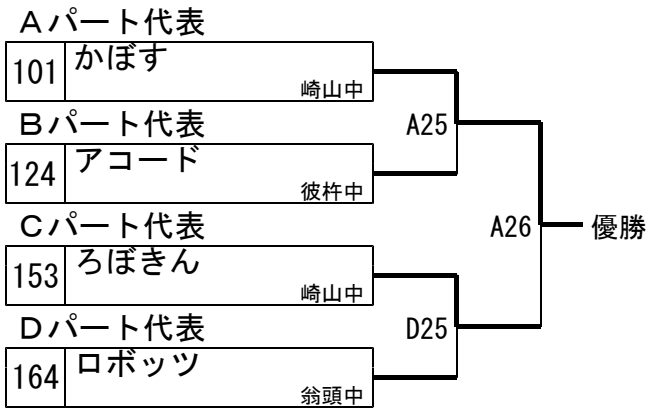 Aパート代表
101 かぼす
崎山中
Bパート代表
A25
124 アコード
彼杵中
Cパート代表
A26 優勝
153 ろぼきん
崎山中
Dパート代表
D25
164 ロボッツ
翁頭中